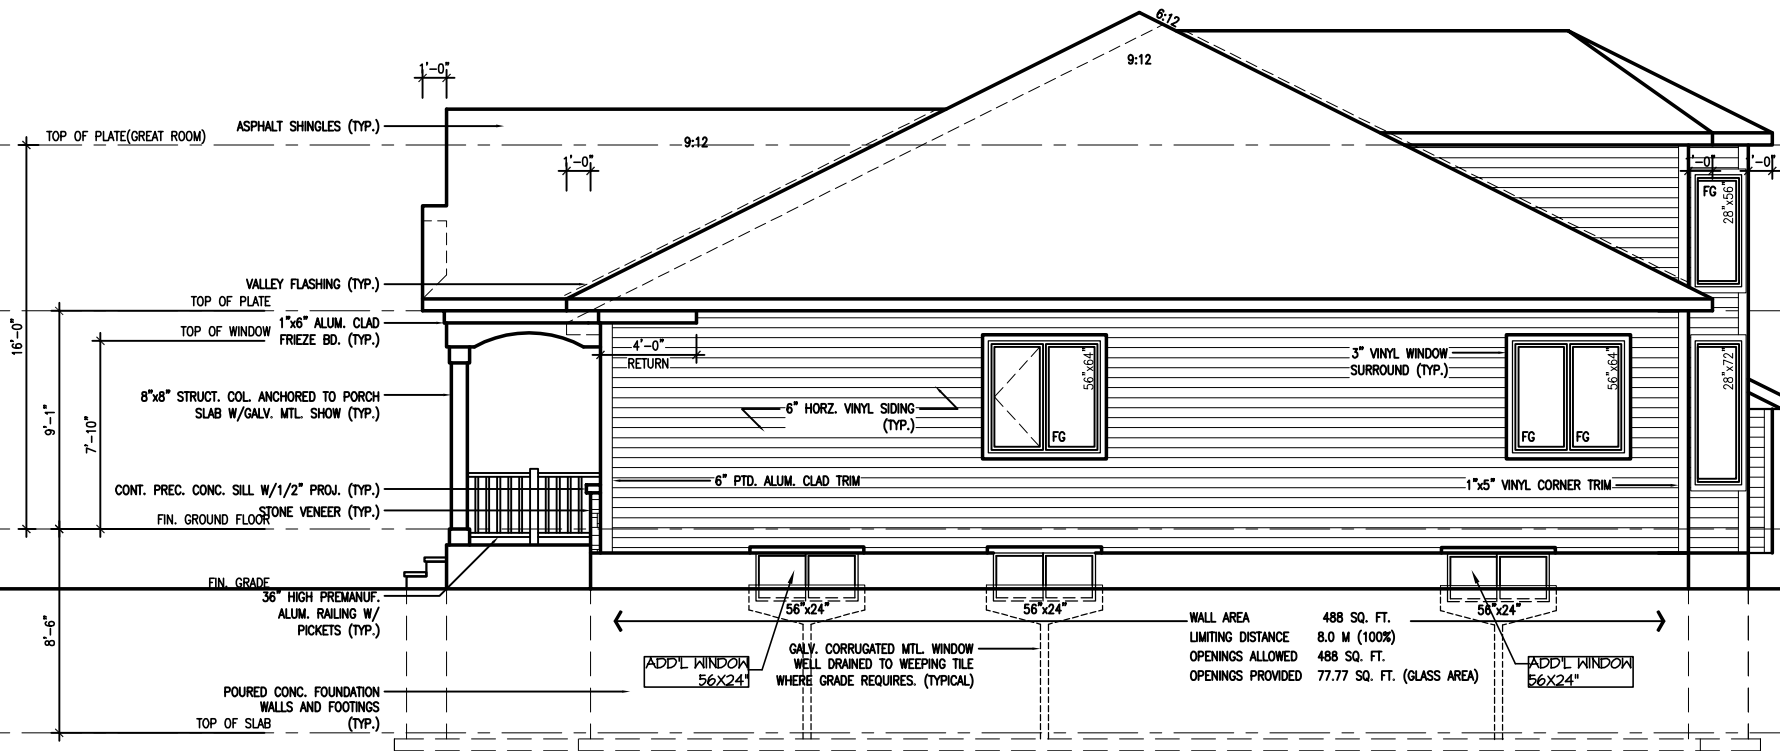 6:12
9:12
1'-0"
ASPHALT SHINGLES (TYP.)
TOP OF PLATE(GREAT ROOM)
9:12
1'-0"
'-0"
'-0"
FG
28"x56"
VALLEY FLASHING (TYP.)
TOP OF PLATE
1"x6" ALUM. CLAD
FRIEZE BD. (TYP.)
TOP OF WINDOW
16'-0"
9'-1"
7'-10"
4'-0"
RETURN
56"x64"
FG
3" VINYL WINDOW
SURROUND (TYP.)
56"x64"
FG
FG
28"x72"
8"x8" STRUCT. COL. ANCHORED TO PORCH
SLAB W/GALV. MTL. SHOW (TYP.)
6" HORZ. VINYL SIDING
(TYP.)
6" PTD. ALUM. CLAD TRIM
1"x5" VINYL CORNER TRIM
CONT. PREC. CONC. SILL W/1/2" PROJ. (TYP.)
STONE VENEER (TYP.)
FIN. GROUND FLOOR
FIN. GRADE
36" HIGH PREMANUF.
ALUM. RAILING W/
PICKETS (TYP.)
8'-6"
56"x24"
56"x24"
56"x24"
WALL AREA 488 SQ. FT.
LIMITING DISTANCE 8.0 M (100%)
OPENINGS ALLOWED 488 SQ. FT.
OPENINGS PROVIDED 77.77 SQ. FT. (GLASS AREA)
GALV. CORRUGATED MTL. WINDOW
WELL DRAINED TO WEEPING TILE
WHERE GRADE REQUIRES. (TYPICAL)
ADD'L WINDOW
56X24"
ADD'L WINDOW
56X24"
POURED CONC. FOUNDATION
WALLS AND FOOTINGS
(TYP.)
TOP OF SLAB